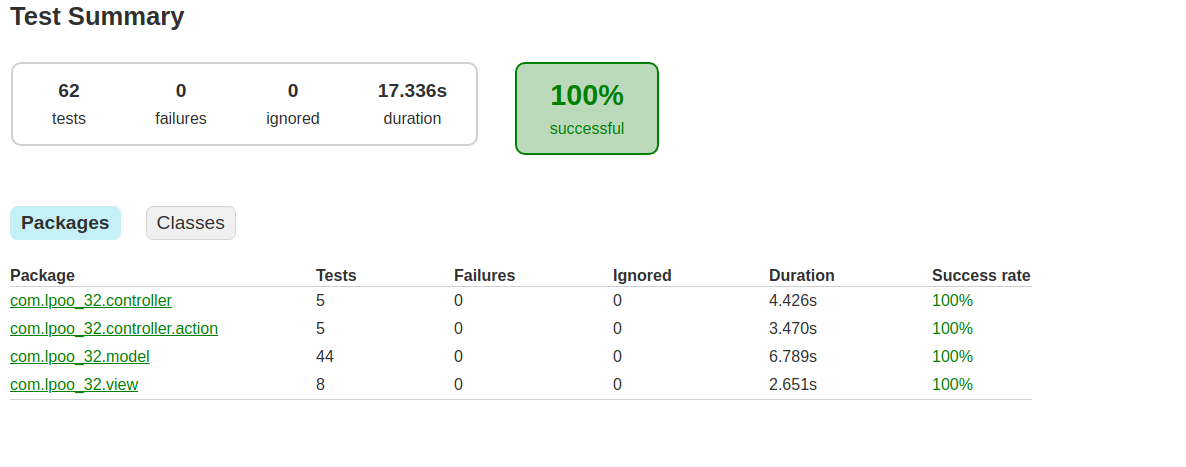 Test Summary
62 0 0 17.336s
tests failures ignored duration
100%
successful
Packages Classes
Package Tests Failures Ignored Duration Success rate
com.lpoo_32.controller 5 0 0 4.426s 100%
com.lpoo_32.controller.action 5 0 0 3.470s 100%
com.lpoo_32.model 44 0 0 6.789s 100%
com.lpoo_32.view 8 0 0 2.651s 100%